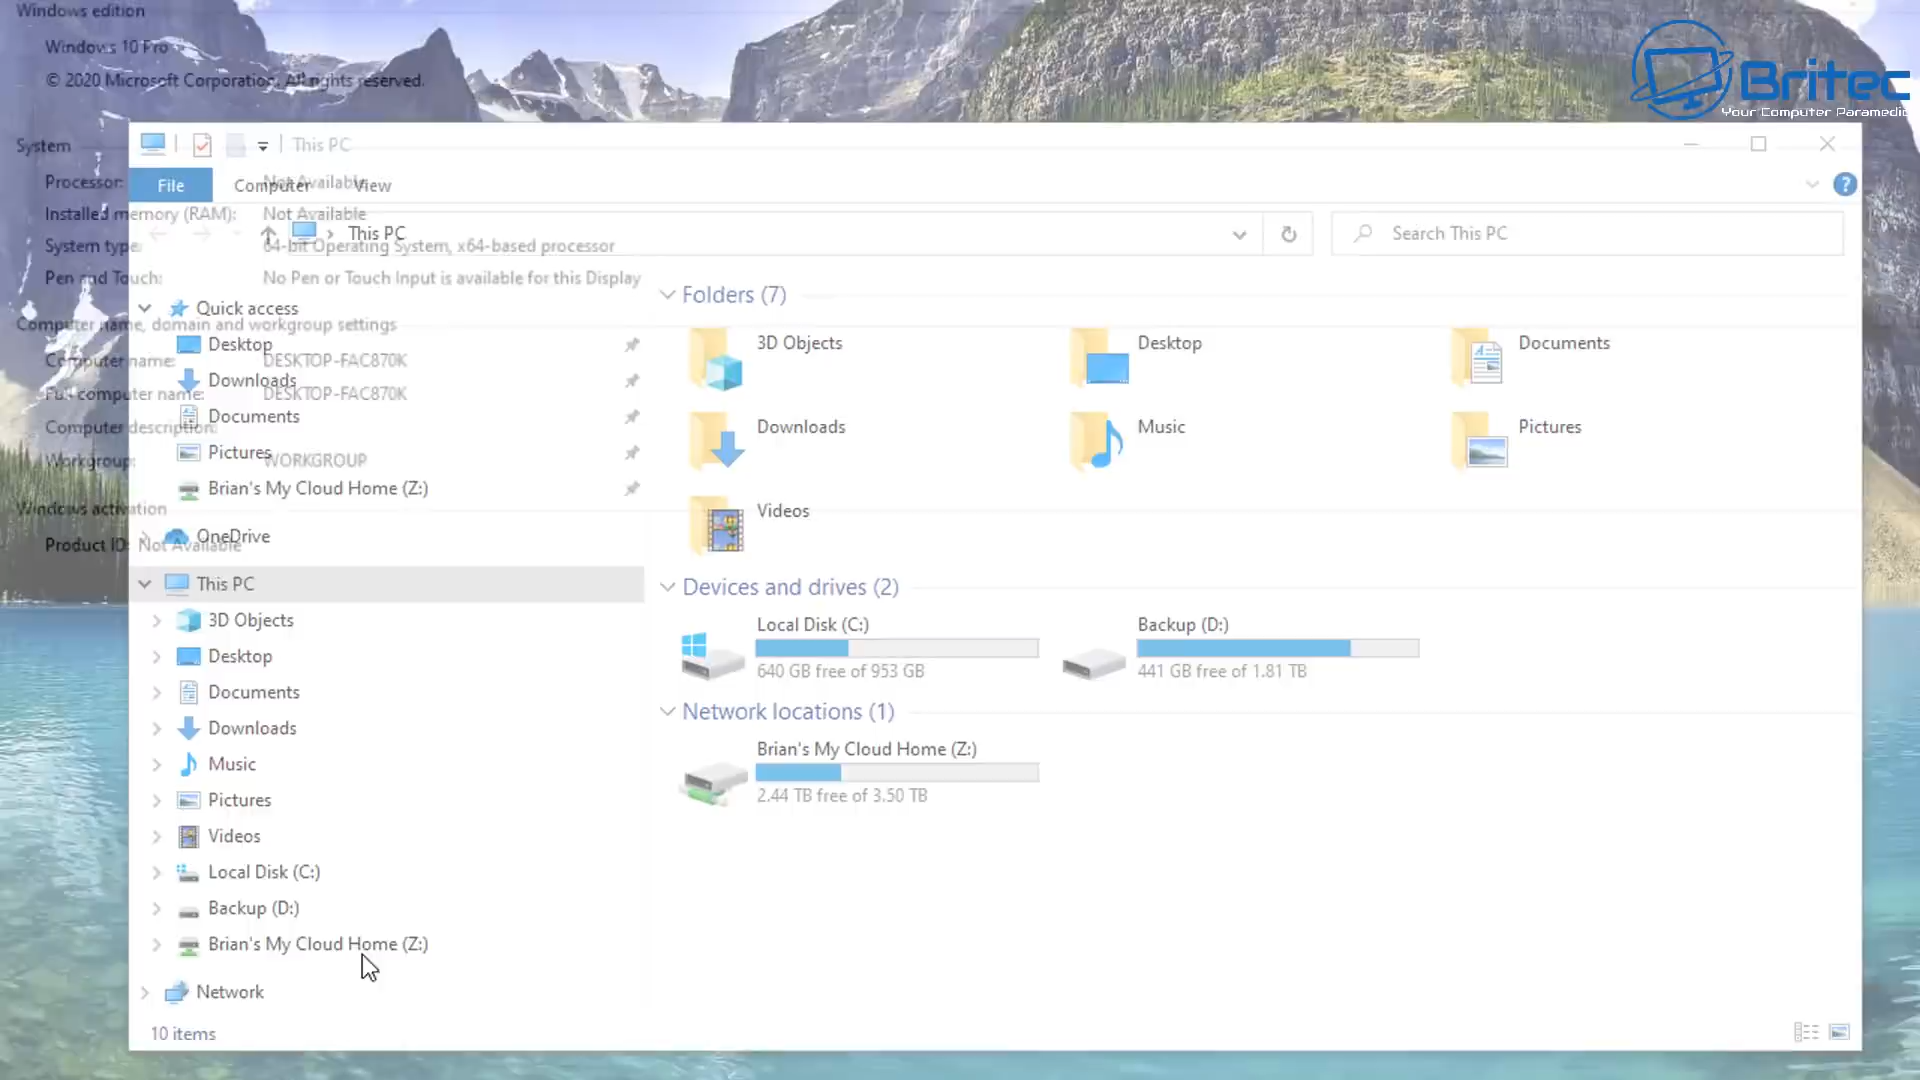 Windows edition
Windows 10 Pro
© 2020 Microsoft Corporation. All rights reserved.
System
Processor: Not Available
Installed memory (RAM): Not Available
System type: 64-bit Operating System, x64-based processor
Pen and Touch: No Pen or Touch Input is available for this Display
Computer name, domain and workgroup settings
Computer name: DESKTOP-FAC870K
Full computer name: DESKTOP-FAC870K
Computer description:
Workgroup: WORKGROUP
Windows activation
Product ID: Not Available
Britec
Your Computer Paramedic
This PC
File
Computer
View
This PC
Search This PC
Quick access
Desktop
Downloads
Documents
Pictures
Brian's My Cloud Home (Z:)
OneDrive
This PC
3D Objects
Desktop
Documents
Downloads
Music
Pictures
Videos
Local Disk (C:)
Backup (D:)
Brian's My Cloud Home (Z:)
Network
10 items
Folders (7)
3D Objects
Desktop
Documents
Downloads
Music
Pictures
Videos
Devices and drives (2)
Local Disk (C:)
640 GB free of 953 GB
Backup (D:)
441 GB free of 1.81 TB
Network locations (1)
Brian's My Cloud Home (Z:)
2.44 TB free of 3.50 TB